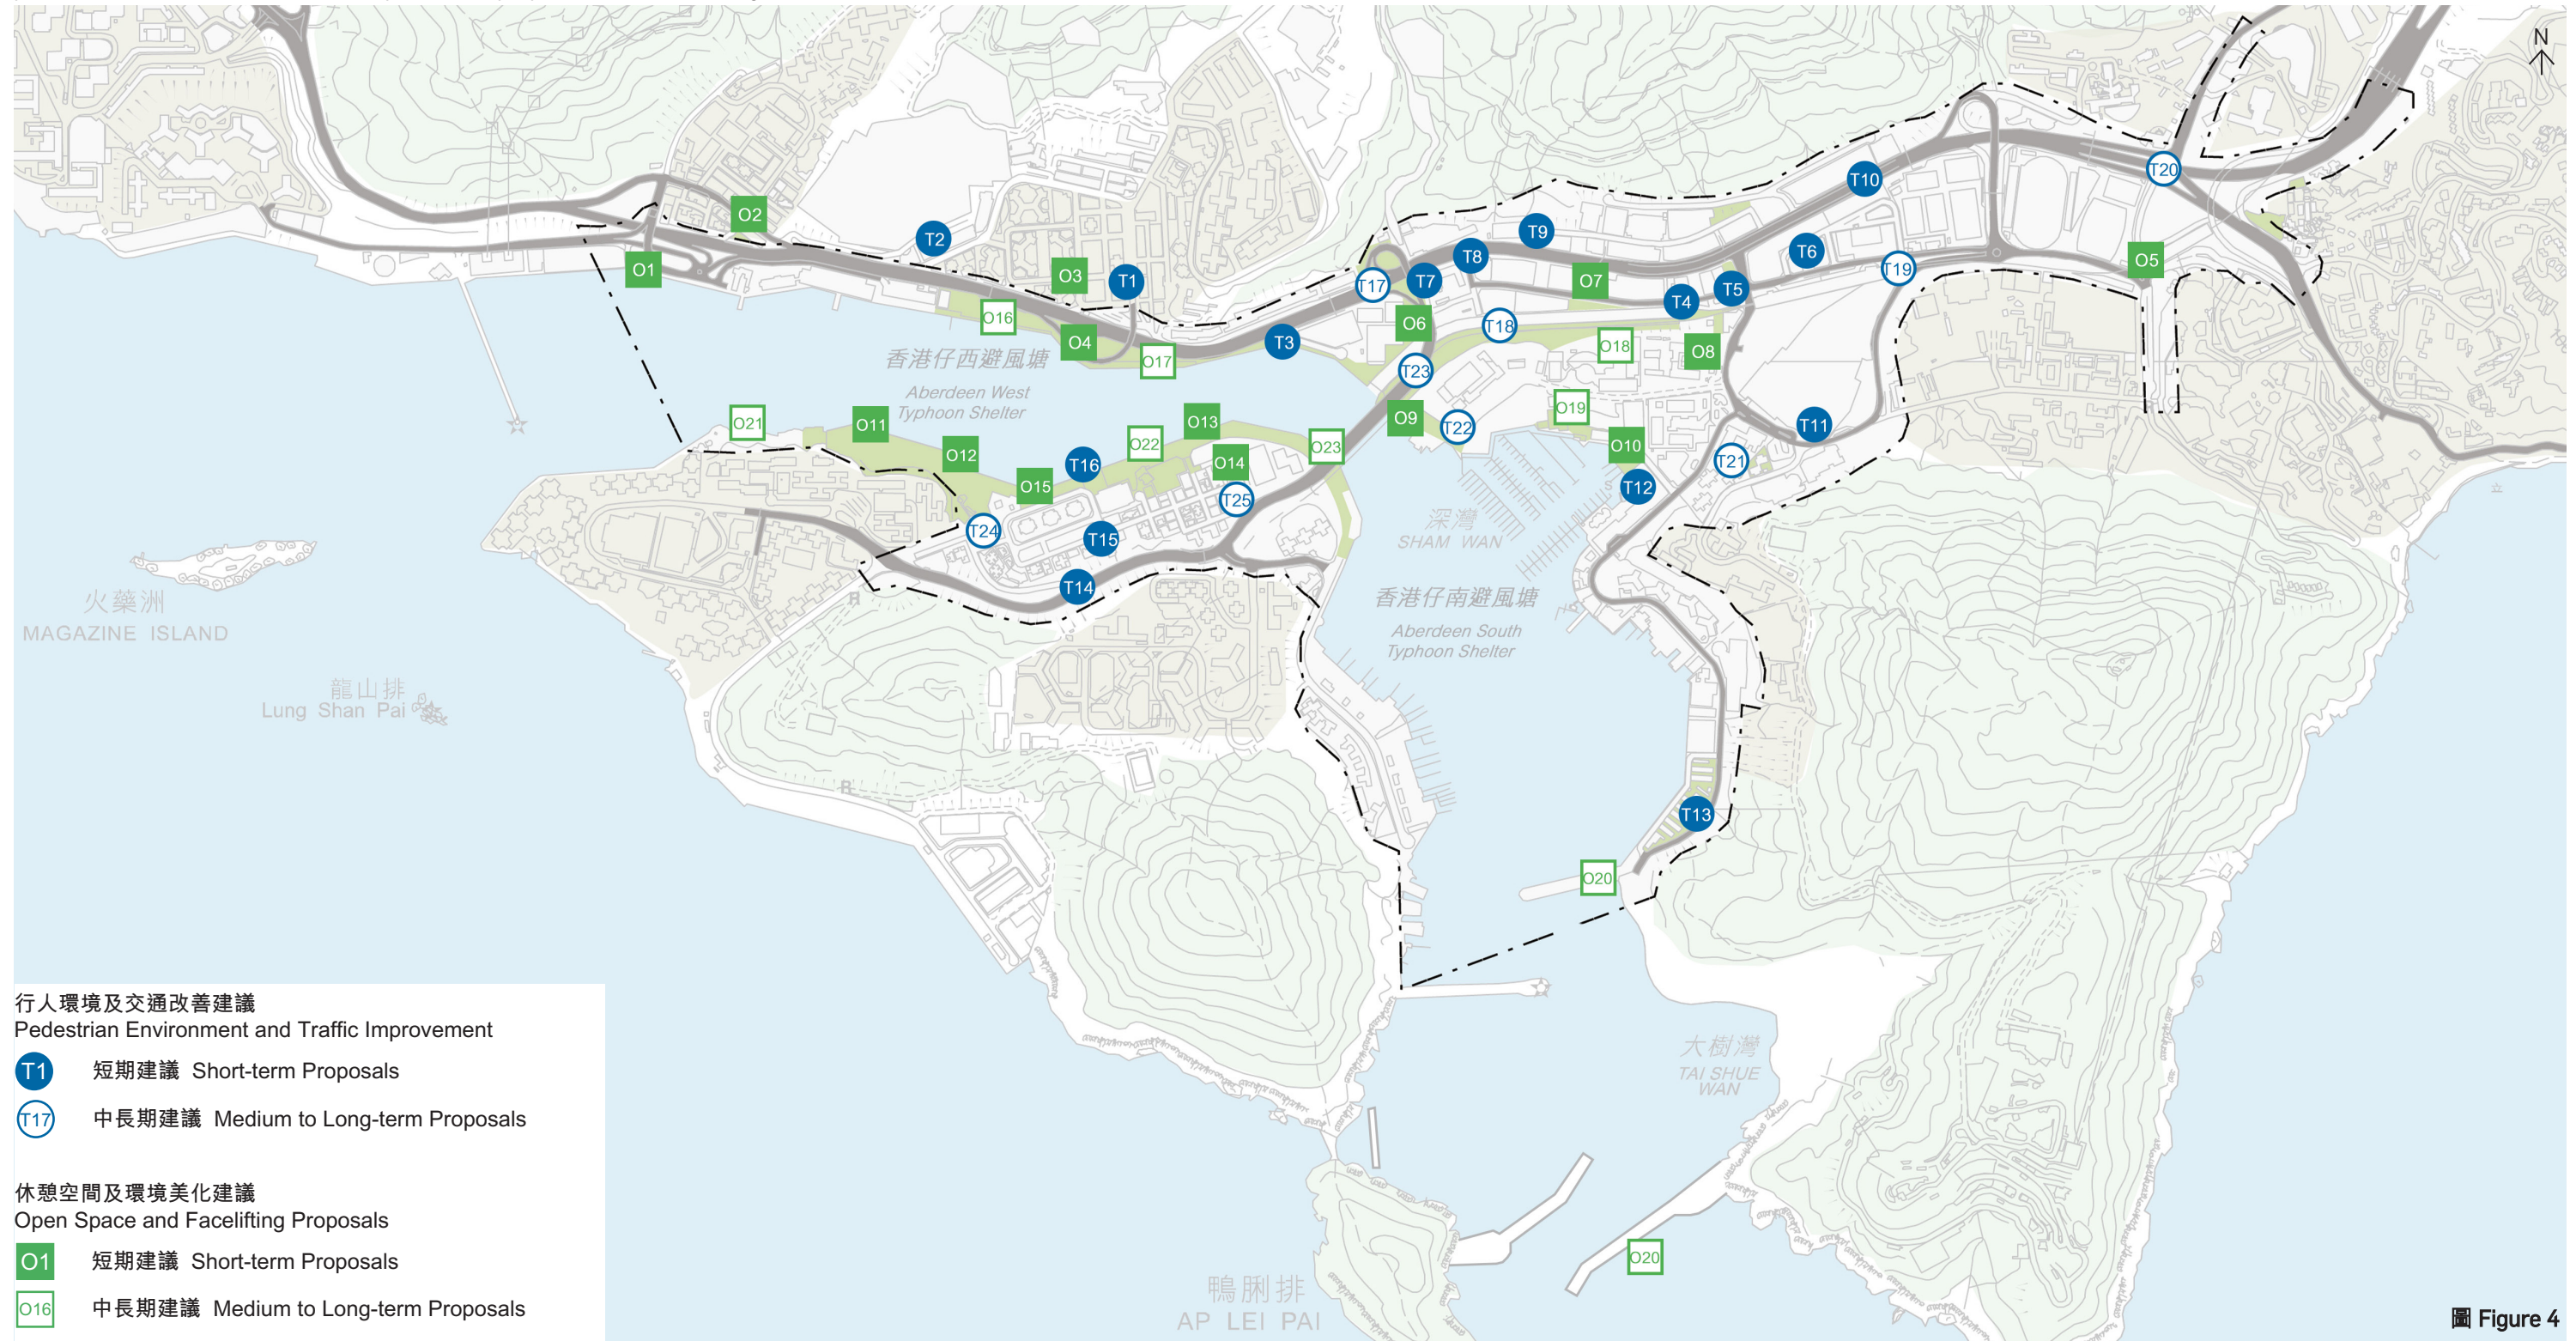 N
T20
T10
O2
T2
T9
T8
T6
O5
O1
O3
T1
T17
T7
O7
T5
T19
T4
O16
O4
T3
O6
T18
O18
O8
香港仔西避風塘
Aberdeen West
Typhoon Shelter
O17
T23
O21
O11
O12
O15
T16
O22
O13
O14
O23
O9
T22
O19
O10
T11
T21
T12
T24
T25
T15
T14
深灣
SHAM WAN
香港仔南避風塘
Aberdeen South
Typhoon Shelter
火藥洲
MAGAZINE ISLAND
龍山排
Lung Shan Pai
T13
O20
大樹灣
TAI SHUE
WAN
O20
鴨脷排
AP LEI PAI
行人環境及交通改善建議
Pedestrian Environment and Traffic Improvement
T1 短期建議 Short-term Proposals
T17 中長期建議 Medium to Long-term Proposals
休憩空間及環境美化建議
Open Space and Facelifting Proposals
O1 短期建議 Short-term Proposals
O16 中長期建議 Medium to Long-term Proposals
圖 Figure 4